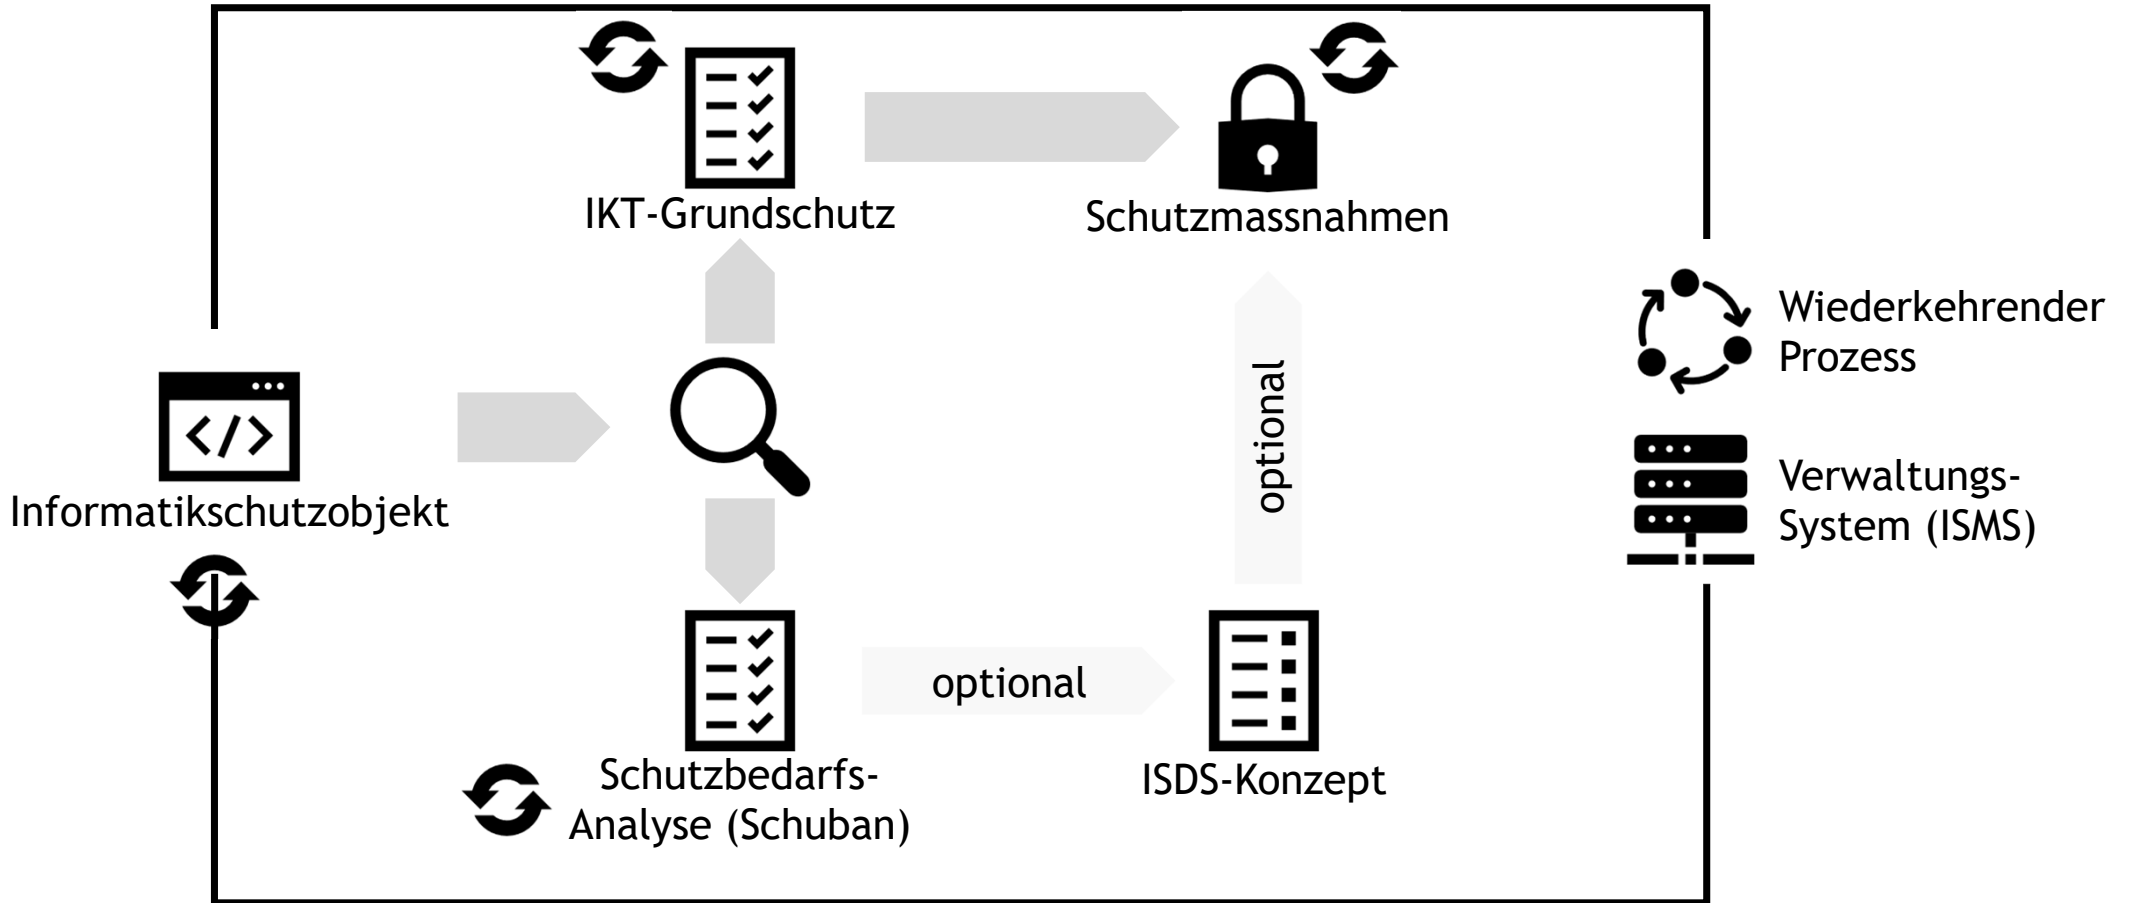 IKT-Grundschutz
Schutzmassnahmen
Wiederkehrender
Prozess
optional
</>
Informatikschutzobjekt
Verwaltungs-
System (ISMS)
optional
Schutzbedarfs-
Analyse (Schuban)
ISDS-Konzept